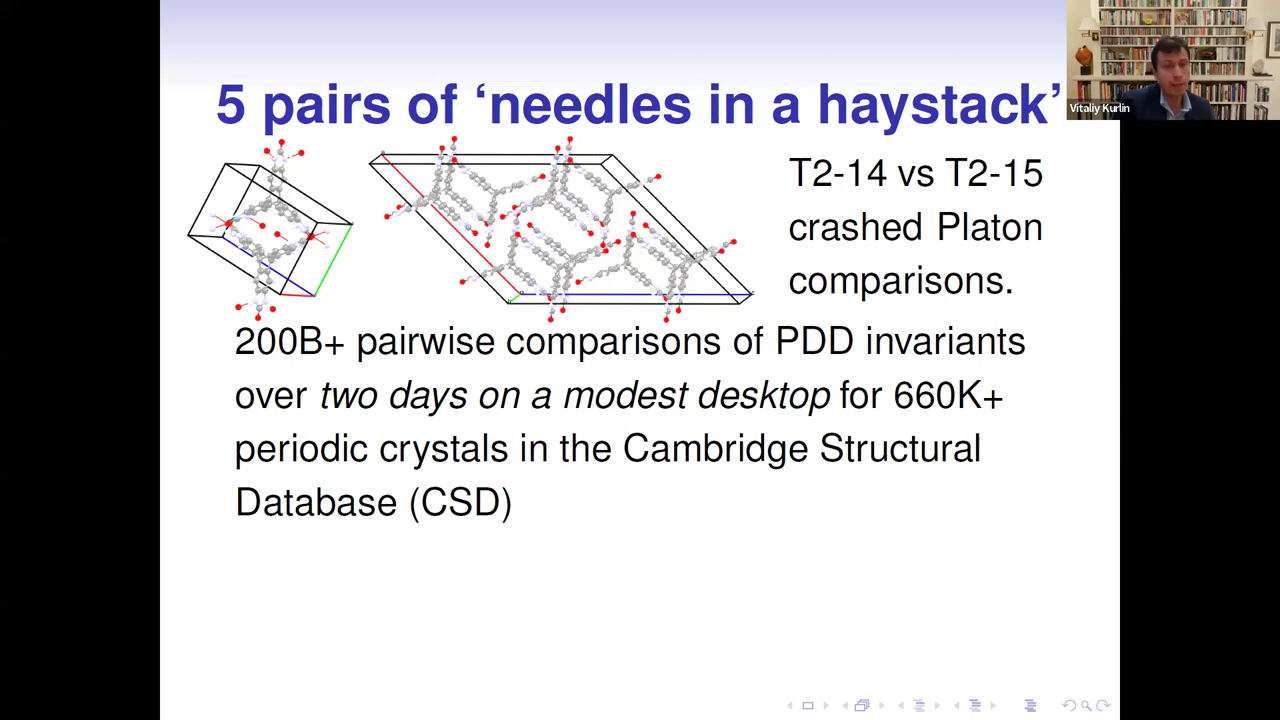 5 pairs of ‘needles in a haystack’
Vitaliy Kurlin
T2-14 vs T2-15
crashed Platon
comparisons.
200B+ pairwise comparisons of PDD invariants
over two days on a modest desktop for 660K+
periodic crystals in the Cambridge Structural
Database (CSD)